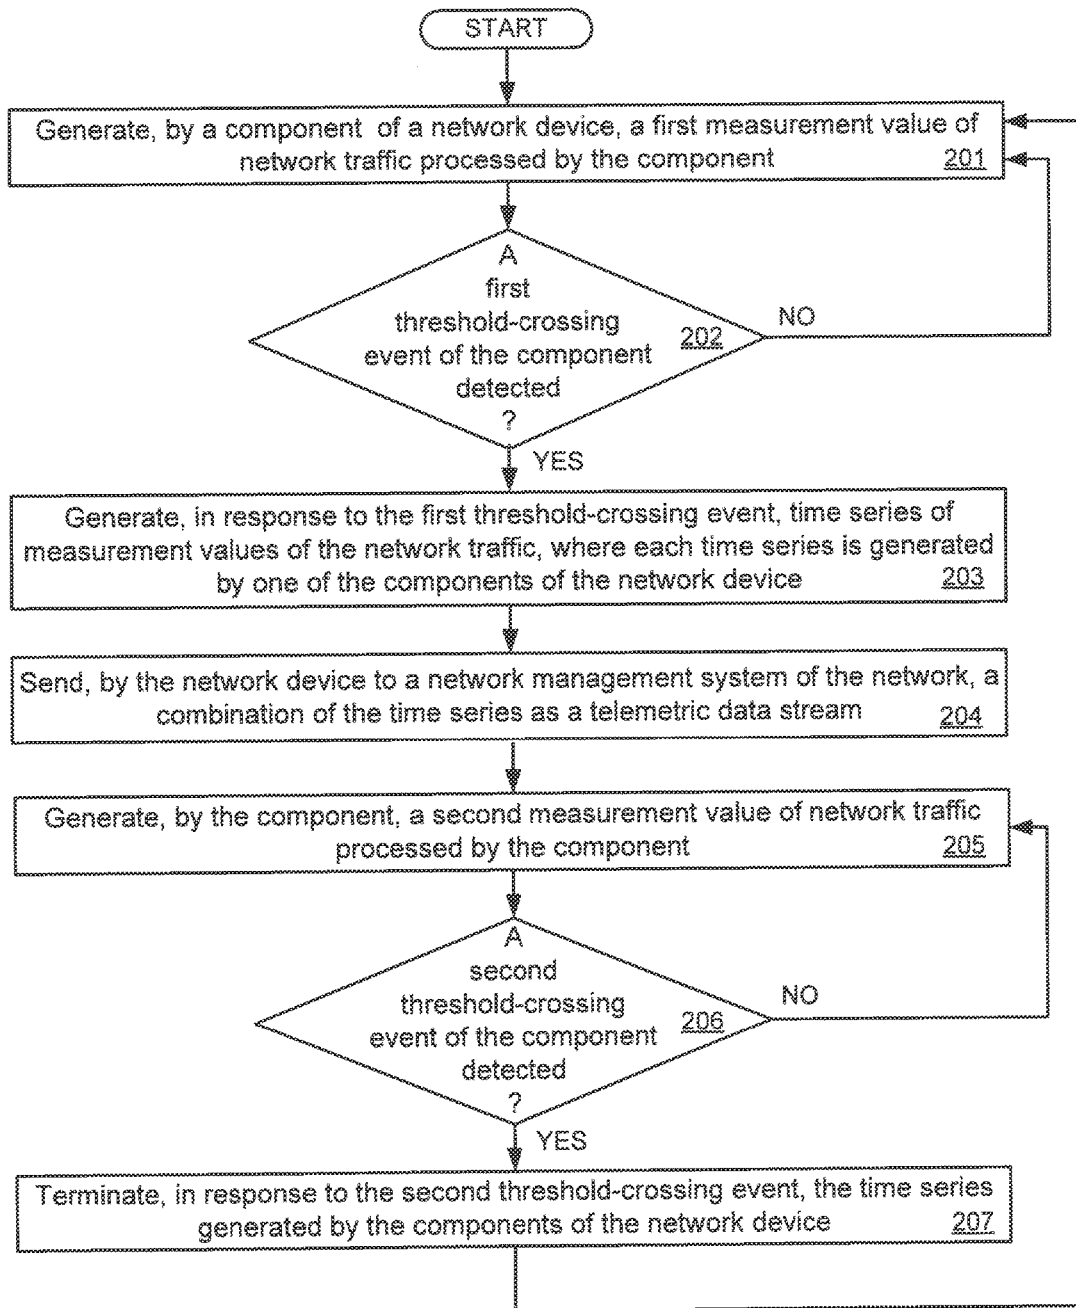 START
Generate, by a component of a network device, a first measurement value of
network traffic processed by the component 201
A
first
threshold-crossing
event of the component 202
detected
?
NO
YES
Generate, in response to the first threshold-crossing event, time series of
measurement values of the network traffic, where each time series is generated
by one of the components of the network device 203
Send, by the network device to a network management system of the network, a
combination of the time series as a telemetric data stream 204
Generate, by the component, a second measurement value of network traffic
processed by the component 205
A
second
threshold-crossing
event of the component 206
detected
?
NO
YES
Terminate, in response to the second threshold-crossing event, the time series
generated by the components of the network device 207